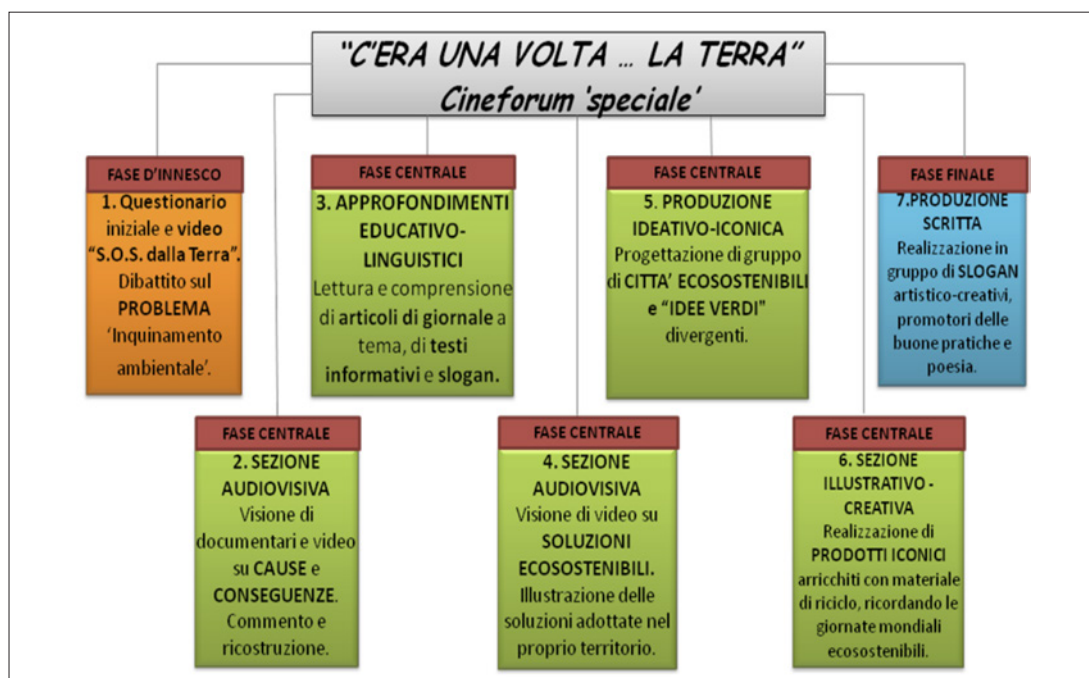 "C'ERA UNA VOLTA ... LA TERRA"
Cineforum 'speciale'
FASE D'INNESCO
1. Questionario
iniziale e video
"S.O.S. dalla Terra".
Dibattito sul
PROBLEMA
'Inquinamento
ambientale'.
FASE CENTRALE
2. SEZIONE
AUDIOVISIVA
Visione di
documentari e video
su CAUSE e
CONSEGUENZE.
Commento e
ricostruzione.
FASE CENTRALE
3. APPROFONDIMENTI
EDUCATIVO-
LINGUISTICI
Lettura e comprensione
di articoli di giornale a
tema, di testi
informativi e slogan.
FASE CENTRALE
4. SEZIONE
AUDIOVISIVA
Visione di video su
SOLUZIONI
ECOSOSTENIBILI.
Illustrazione delle
soluzioni adottate nel
proprio territorio.
FASE CENTRALE
5. PRODUZIONE
IDEATIVO-ICONICA
Progettazione di gruppo
di CITTA' ECOSOSTENIBILI
e "IDEE VERDI"
divergenti.
FASE CENTRALE
6. SEZIONE
ILLUSTRATIVO -
CREATIVA
Realizzazione di
PRODOTTI ICONICI
arricchiti con materiale
di riciclo, ricordando le
giornate mondiali
ecosostenibili.
FASE FINALE
7.PRODUZIONE
SCRITTA
Realizzazione in
gruppo di SLOGAN
artistico-creativi,
promotori delle
buone pratiche e
poesia.